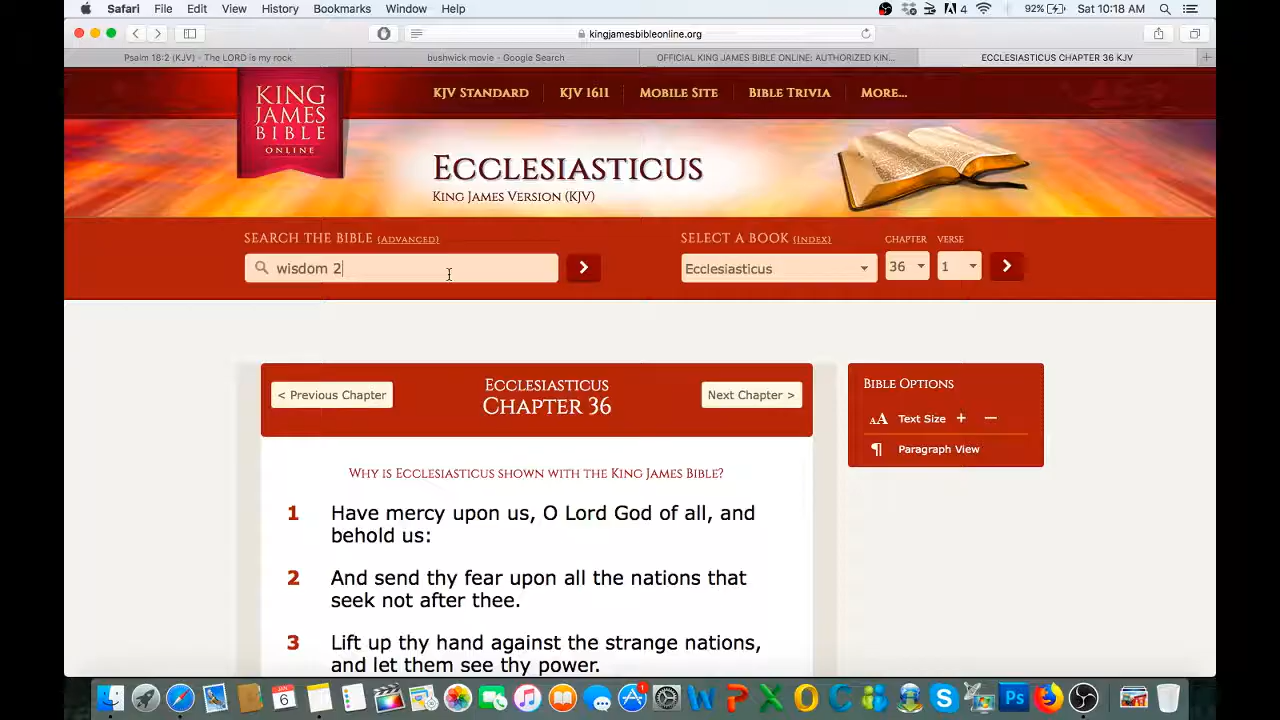 Safari File Edit View History Bookmarks Window Help
4 92% Sat 10:18 AM
kingjamesbibleonline.org
Psalm 18:2 (KJV) - The LORD is my rock
bushwick movie - Google Search
OFFICIAL KING JAMES BIBLE ONLINE: AUTHORIZED KIN...
ECCLESIASTICUS CHAPTER 36 KJV
KING
JAMES
BIBLE
ONLINE
KJV STANDARD
KJV 1611
MOBILE SITE
BIBLE TRIVIA
MORE...
ECCLESIASTICUS
KING JAMES VERSION (KJV)
SEARCH THE BIBLE (ADVANCED)
SELECT A BOOK (INDEX)
CHAPTER
VERSE
wisdom 2
Ecclesiasticus
36
1
< Previous Chapter
ECCLESIASTICUS
CHAPTER 36
Next Chapter >
BIBLE OPTIONS
AA Text Size + −
¶ Paragraph View
WHY IS ECCLESIASTICUS SHOWN WITH THE KING JAMES BIBLE?
1 Have mercy upon us, O Lord God of all, and
behold us:
2 And send thy fear upon all the nations that
seek not after thee.
3 Lift up thy hand against the strange nations,
and let them see thy power.
JAN
6
1